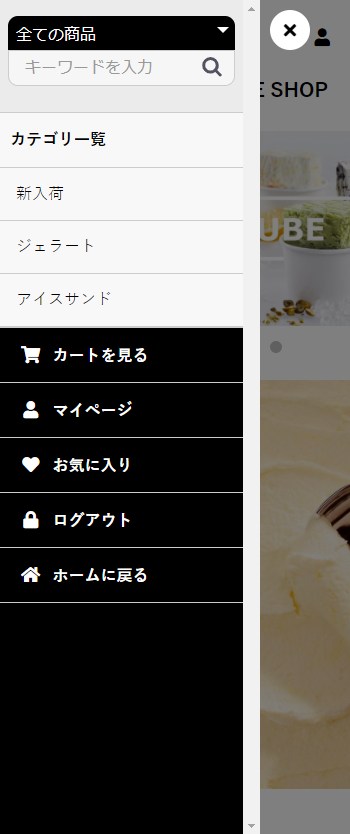 全ての商品
キーワードを入力
E SHOP
カテゴリ一覧
新入荷
ジェラート
UBE
アイスサンド
カートを見る
マイページ
お気に入り
ログアウト
ホームに戻る